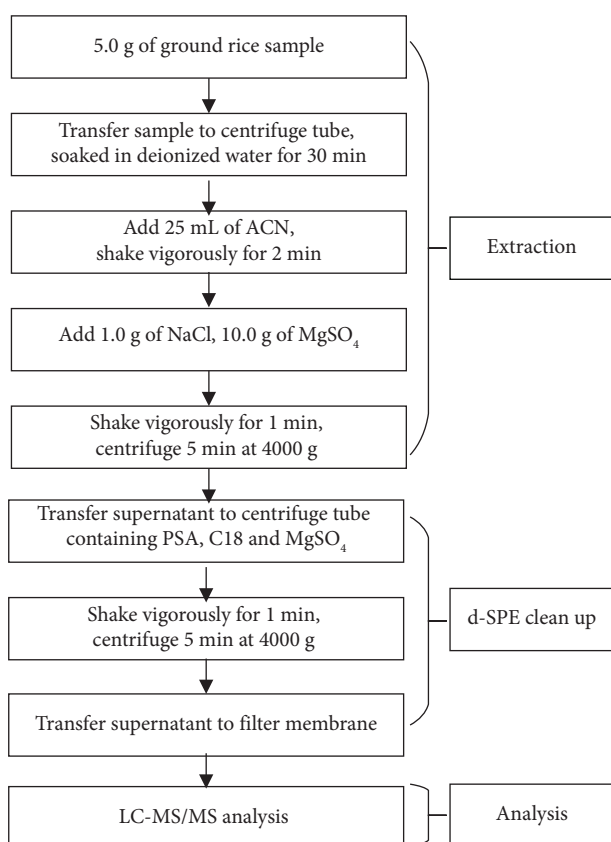 5.0 g of ground rice sample
Transfer sample to centrifuge tube,
soaked in deionized water for 30 min
Add 25 mL of ACN,
shake vigorously for 2 min
Add 1.0 g of NaCl, 10.0 g of MgSO₄
Shake vigorously for 1 min,
centrifuge 5 min at 4000 g
Extraction
Transfer supernatant to centrifuge tube
containing PSA, C18 and MgSO₄
Shake vigorously for 1 min,
centrifuge 5 min at 4000 g
Transfer supernatant to filter membrane
d-SPE clean up
LC-MS/MS analysis
Analysis